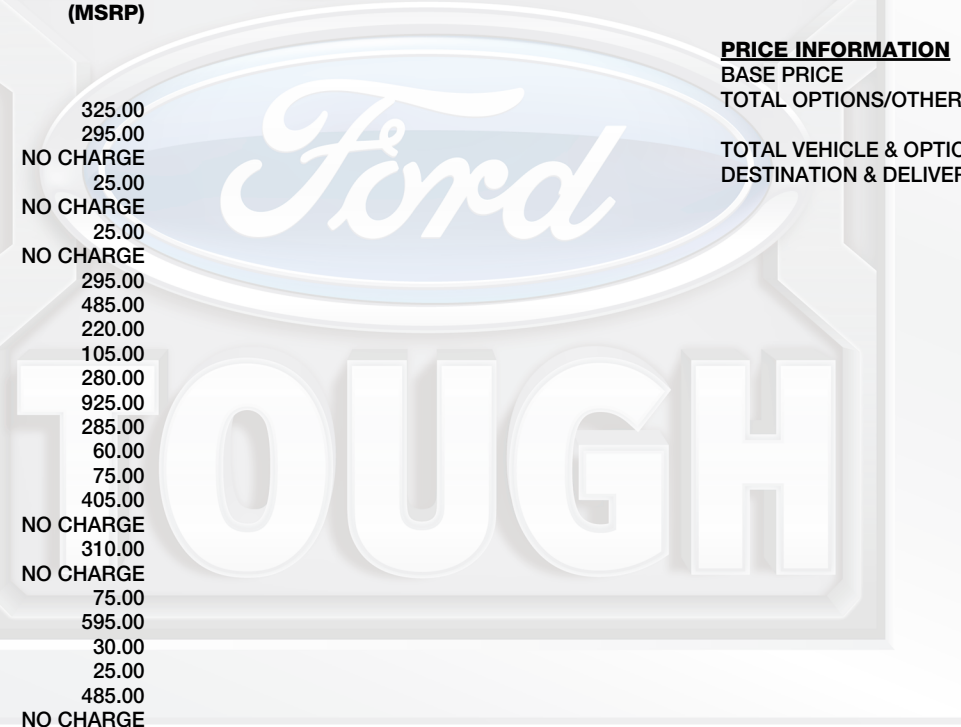 (MSRP)
325.00
295.00
NO CHARGE
25.00
NO CHARGE
25.00
NO CHARGE
295.00
485.00
220.00
105.00
280.00
925.00
285.00
60.00
75.00
405.00
NO CHARGE
310.00
NO CHARGE
75.00
595.00
30.00
25.00
485.00
NO CHARGE
PRICE INFORMATION
BASE PRICE
TOTAL OPTIONS/OTHER
TOTAL VEHICLE & OPTIO
DESTINATION & DELIVER
Ford
TOUGH